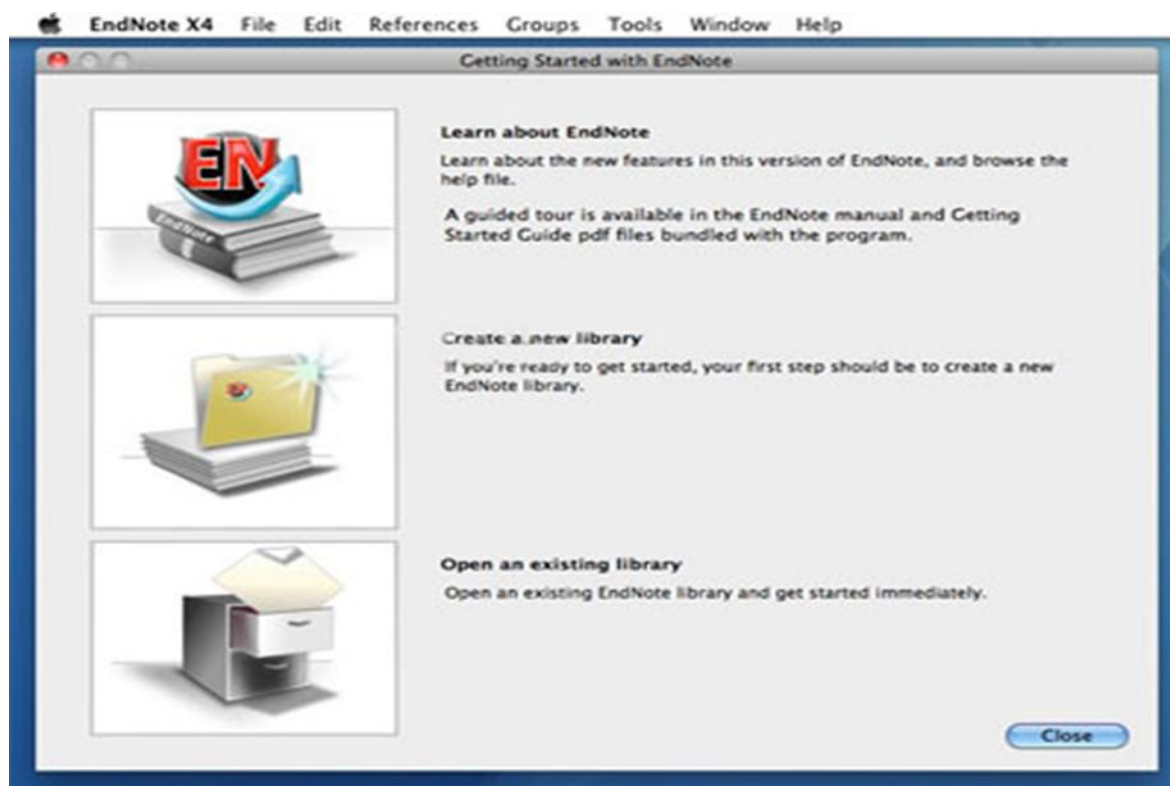 EndNote X4 File Edit References Groups Tools Window Help
Getting Started with EndNote
EN
EndNote
Learn about EndNote
Learn about the new features in this version of EndNote, and browse the
help file.
A guided tour is available in the EndNote manual and Getting
Started Guide pdf files bundled with the program.
Create a new library
If you're ready to get started, your first step should be to create a new
EndNote library.
Open an existing library
Open an existing EndNote library and get started immediately.
Close